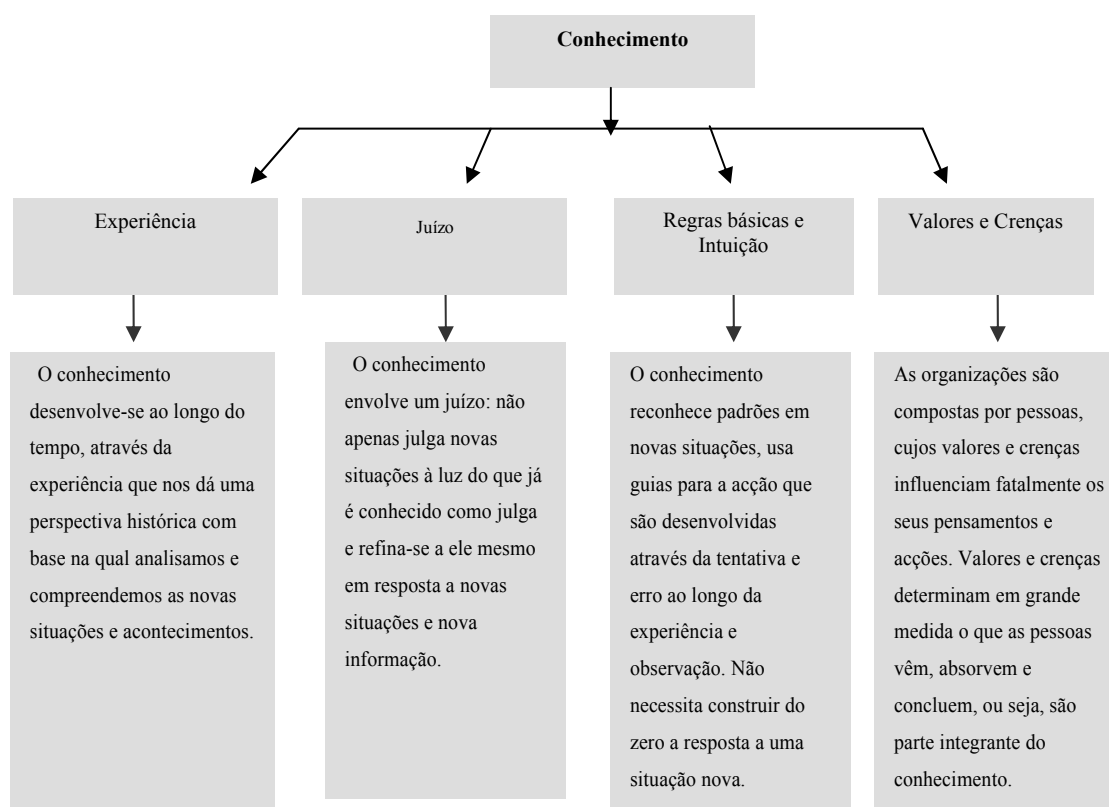 Conhecimento
Experiência
Juízo
Regras básicas e
Intuição
Valores e Crenças
O conhecimento
desenvolve-se ao longo do
tempo, através da
experiência que nos dá uma
perspectiva histórica com
base na qual analisamos e
compreendemos as novas
situações e acontecimentos.
O conhecimento
envolve um juízo: não
apenas julga novas
situações à luz do que já
é conhecido como julga
e refina-se a ele mesmo
em resposta a novas
situações e nova
informação.
O conhecimento
reconhece padrões em
novas situações, usa
guias para a acção que
são desenvolvidas
através da tentativa e
erro ao longo da
experiência e
observação. Não
necessita construir do
zero a resposta a uma
situação nova.
As organizações são
compostas por pessoas,
cujos valores e crenças
influenciam fatalmente os
seus pensamentos e
acções. Valores e crenças
determinam em grande
medida o que as pessoas
vêm, absorvem e
concluem, ou seja, são
parte integrante do
conhecimento.